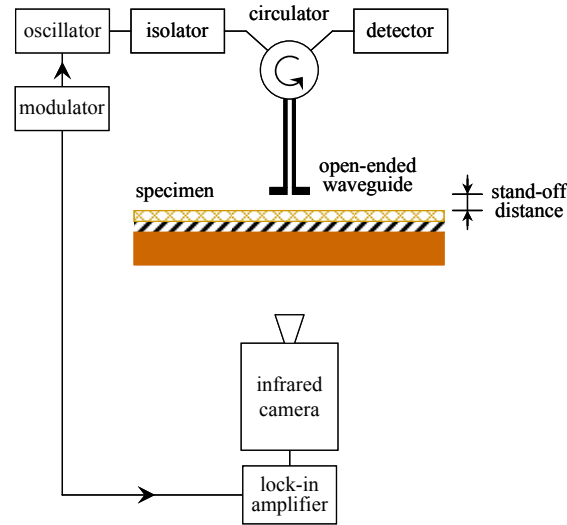 circulator
oscillator
isolator
detector
modulator
open-ended
waveguide
specimen
stand-off
distance
infrared
camera
lock-in
amplifier